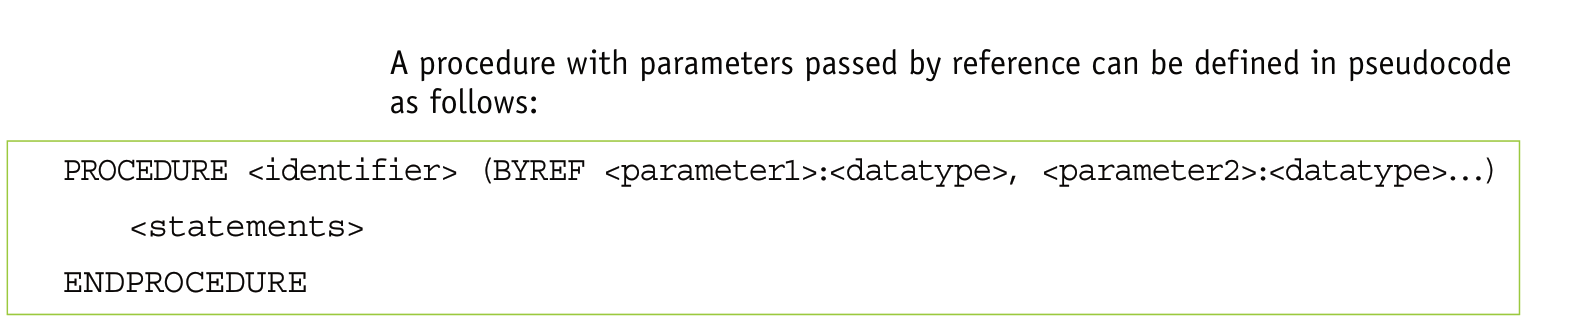 A procedure with parameters passed by reference can be defined in pseudocode
as follows:
PROCEDURE <identifier> (BYREF <parameter1>:<datatype>, <parameter2>:<datatype>...)
<statements>
ENDPROCEDURE